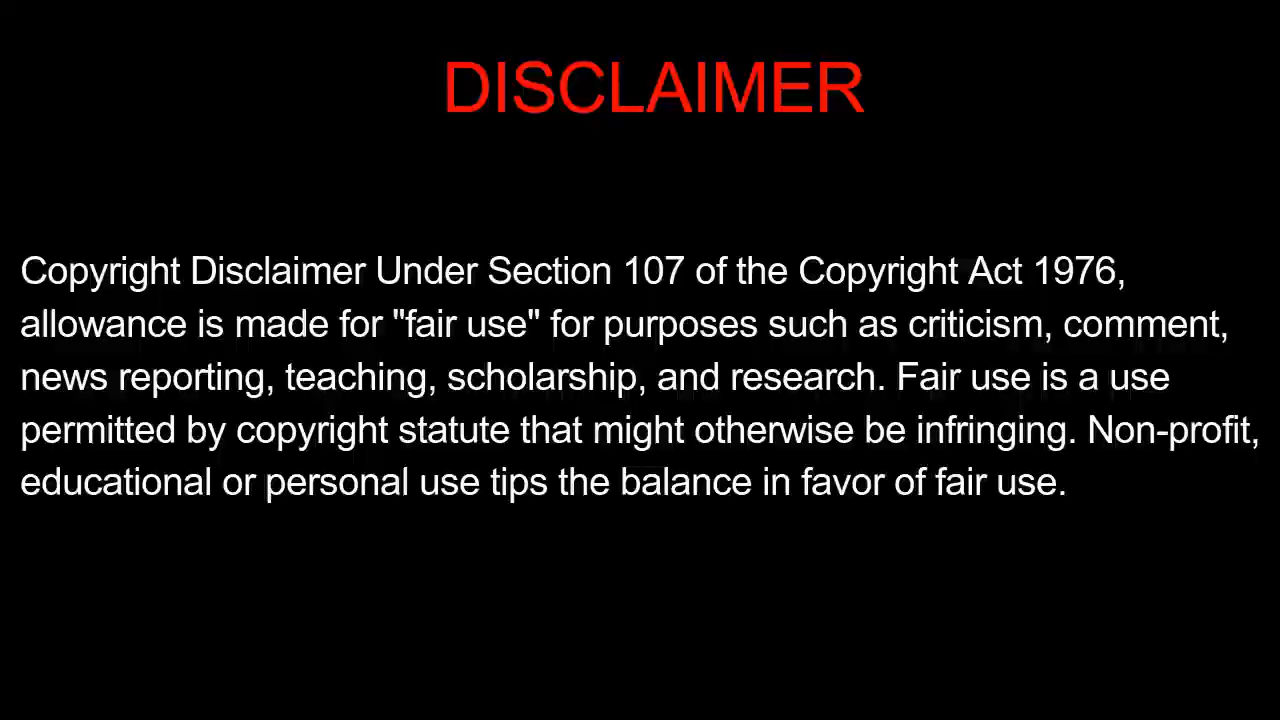 DISCLAIMER
Copyright Disclaimer Under Section 107 of the Copyright Act 1976,
allowance is made for "fair use" for purposes such as criticism, comment,
news reporting, teaching, scholarship, and research. Fair use is a use
permitted by copyright statute that might otherwise be infringing. Non-profit,
educational or personal use tips the balance in favor of fair use.